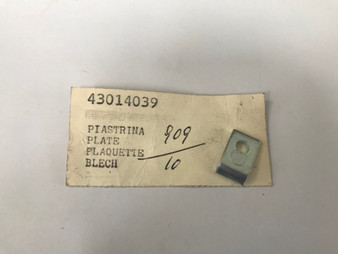 43014039
PIASTRINA
PLATE
PLAQUETTE
BLECH
909
10